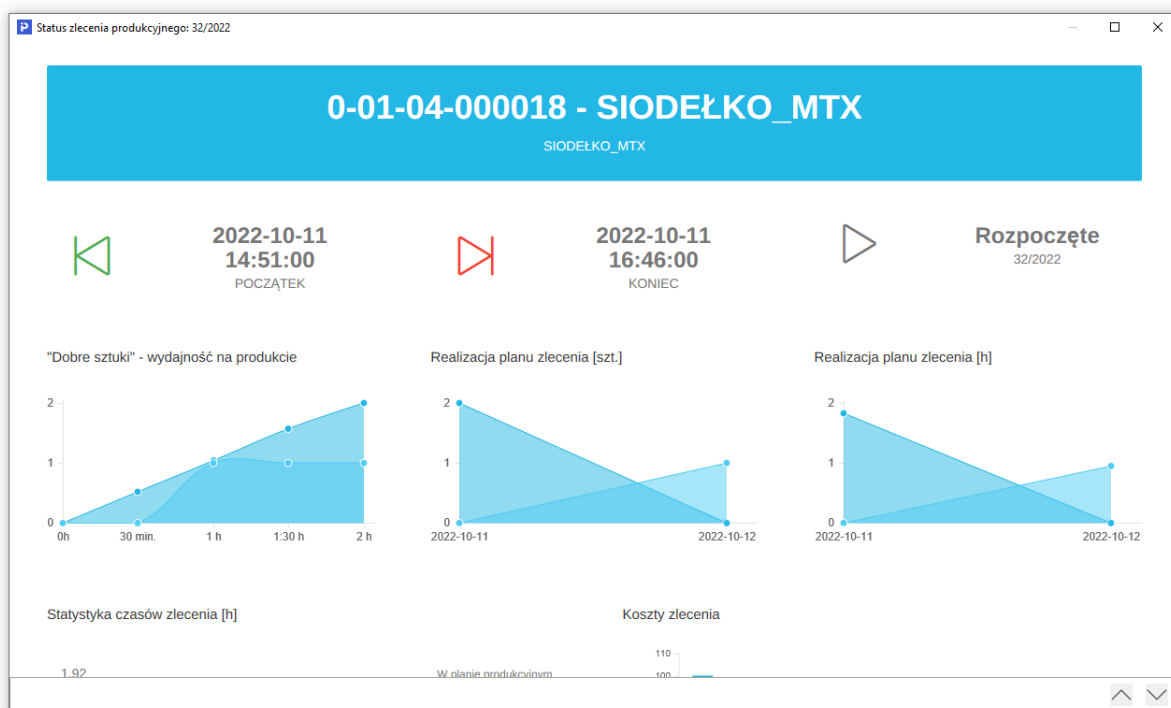 Status zlecenia produkcyjnego: 32/2022
0-01-04-000018 - SIODEŁKO_MTX
SIODEŁKO_MTX
2022-10-11
14:51:00
POCZĄTEK
2022-10-11
16:46:00
KONIEC
Rozpoczęte
32/2022
"Dobre sztuki" - wydajność na produkcie
2
1
0
0h 30 min. 1 h 1:30 h 2 h
Realizacja planu zlecenia [szt.]
2
1
0
2022-10-11 2022-10-12
Realizacja planu zlecenia [h]
2
1
0
2022-10-11 2022-10-12
Statystyka czasów zlecenia [h]
1.92
W planie produkcyjnym
Koszty zlecenia
110
100